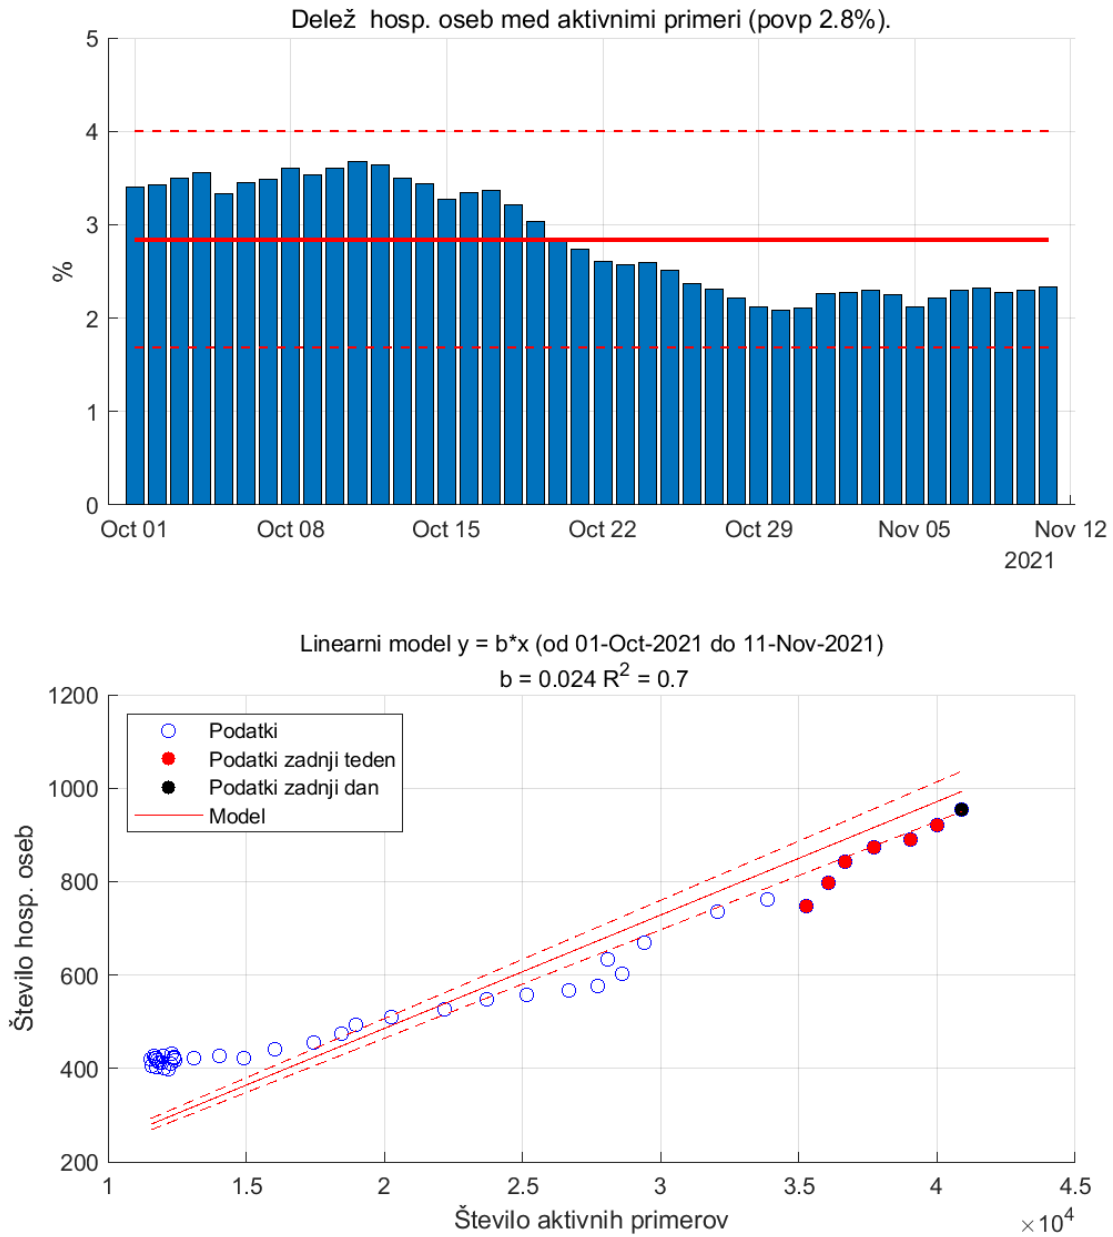 Delež  hosp. oseb med aktivnimi primeri (povp 2.8%).
5
4
3
2
1
0
%
Oct 01 Oct 08 Oct 15 Oct 22 Oct 29 Nov 05 Nov 12
2021
Linearni model y = b*x (od 01-Oct-2021 do 11-Nov-2021)
b = 0.024 R² = 0.7
1200
1000
800
600
400
200
Število hosp. oseb
Podatki
Podatki zadnji teden
Podatki zadnji dan
Model
1 1.5 2 2.5 3 3.5 4 4.5
Število aktivnih primerov
×10⁴